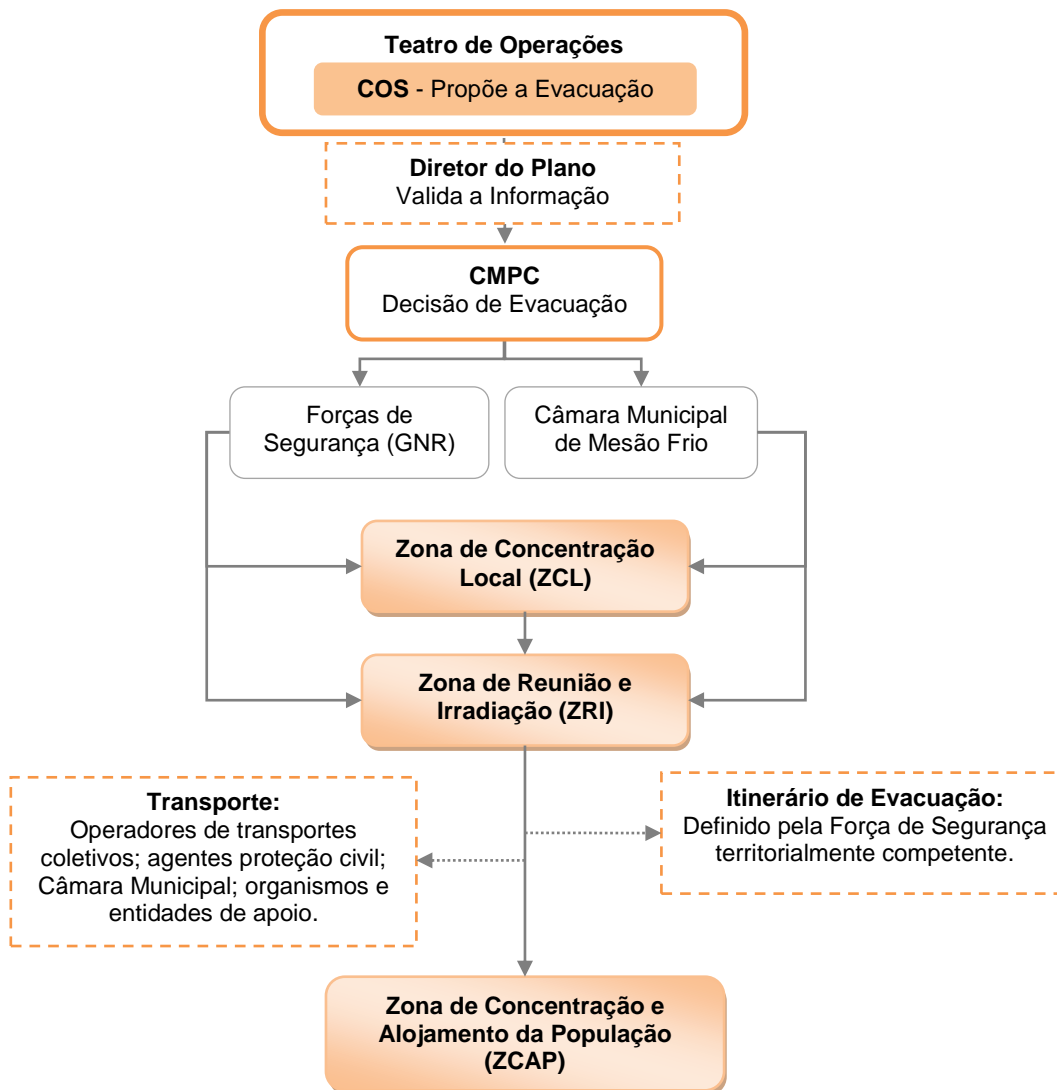 Teatro de Operações
COS - Propõe a Evacuação
Diretor do Plano
Valida a Informação
CMPC
Decisão de Evacuação
Forças de
Segurança (GNR)
Câmara Municipal
de Mesão Frio
Zona de Concentração
Local (ZCL)
Zona de Reunião e
Irradiação (ZRI)
Transporte:
Operadores de transportes
coletivos; agentes proteção civil;
Câmara Municipal; organismos e
entidades de apoio.
Itinerário de Evacuação:
Definido pela Força de Segurança
territorialmente competente.
Zona de Concentração e
Alojamento da População
(ZCAP)